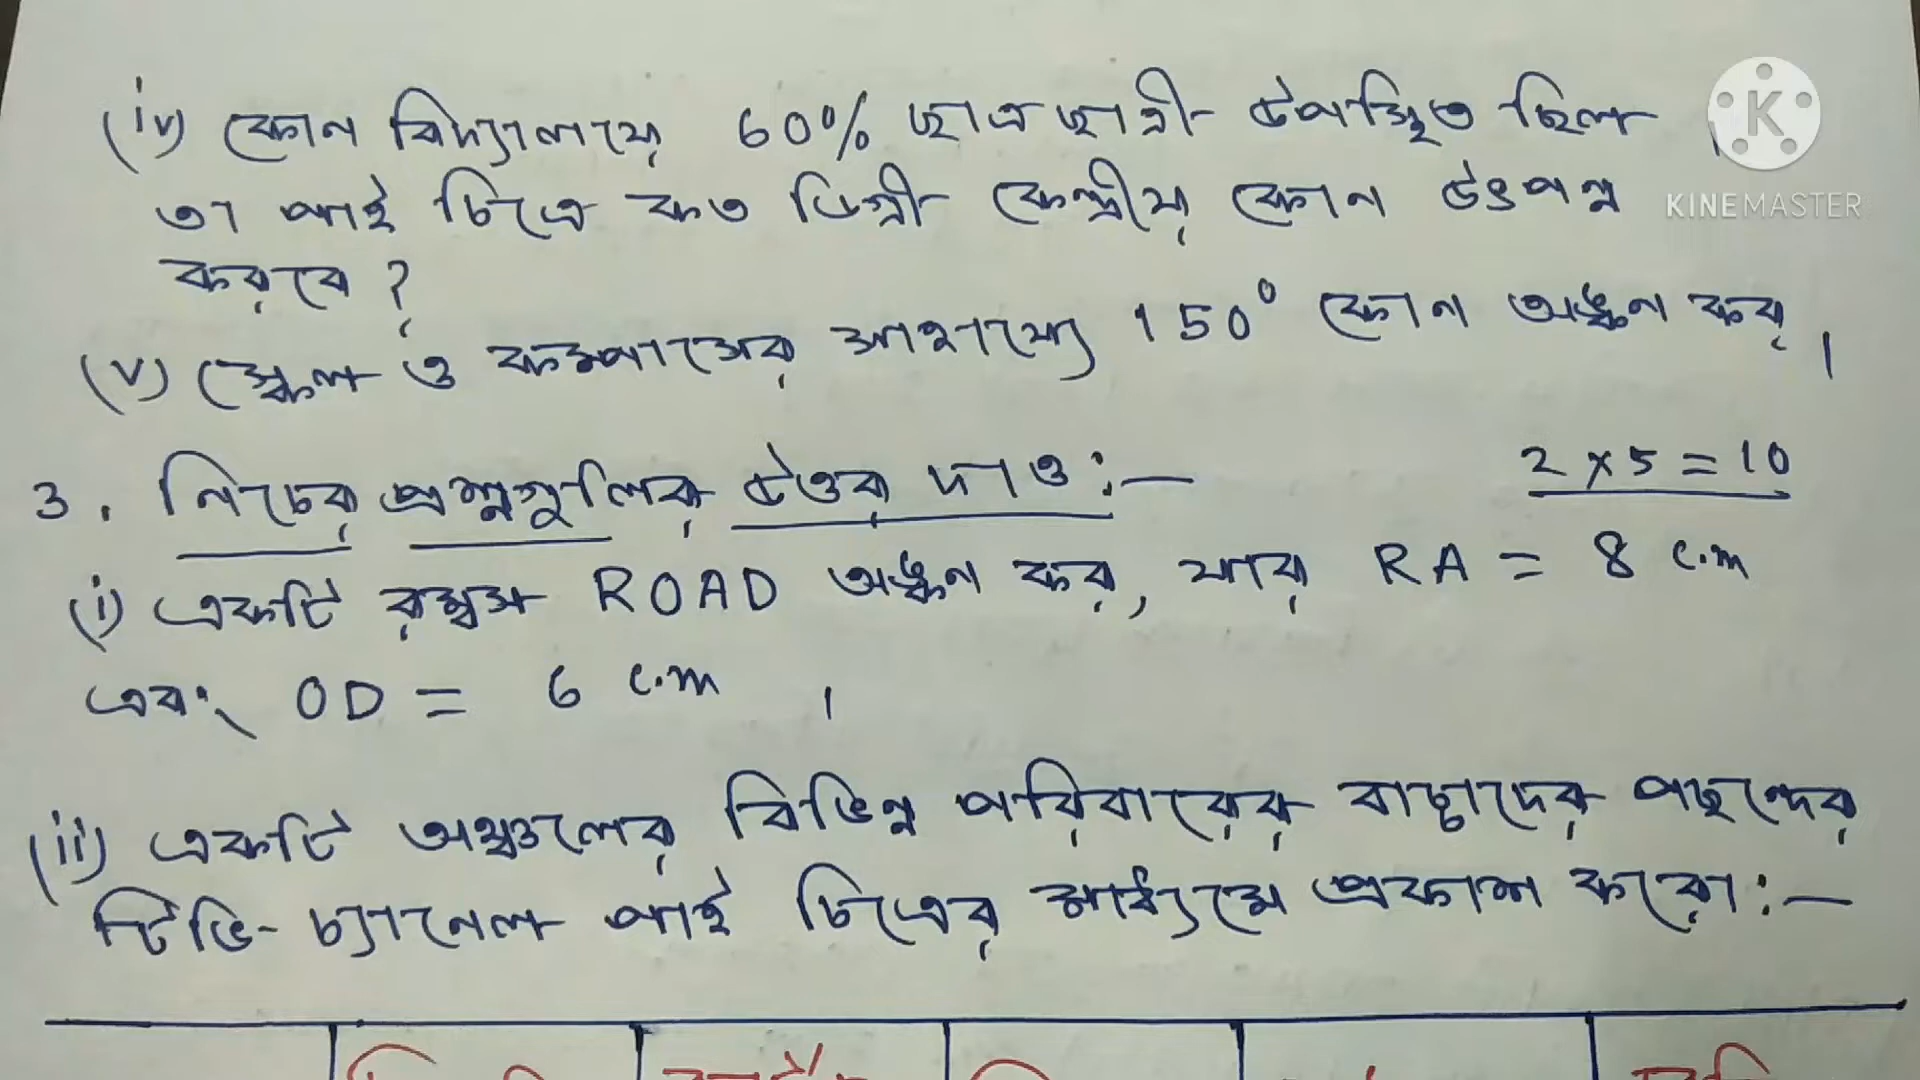 (iv) কোন বিদ্যালয়ে 60% ছাত্রছাত্রী উপস্থিত ছিল ।
তা পাই চিত্রে কত ডিগ্রী কেন্দ্রীয় কোন উৎপন্ন
করবে ?
(v) স্কেল ও কম্পাসের সাহায্যে 150° কোন অঙ্কন কর ।
3. নিচের প্রশ্নগুলির উত্তর দাও :— 2 x 5 = 10
(i) একটি রম্বস ROAD অঙ্কন কর, যার RA = 8 c.m
এবং OD = 6 c.m ।
(ii) একটি অঞ্চলের বিভিন্ন পরিবারের বাচ্চাদের পছন্দের
টিভি চ্যানেল পাই চিত্রের মাধ্যমে প্রকাশ করো :—
K
KINEMASTER